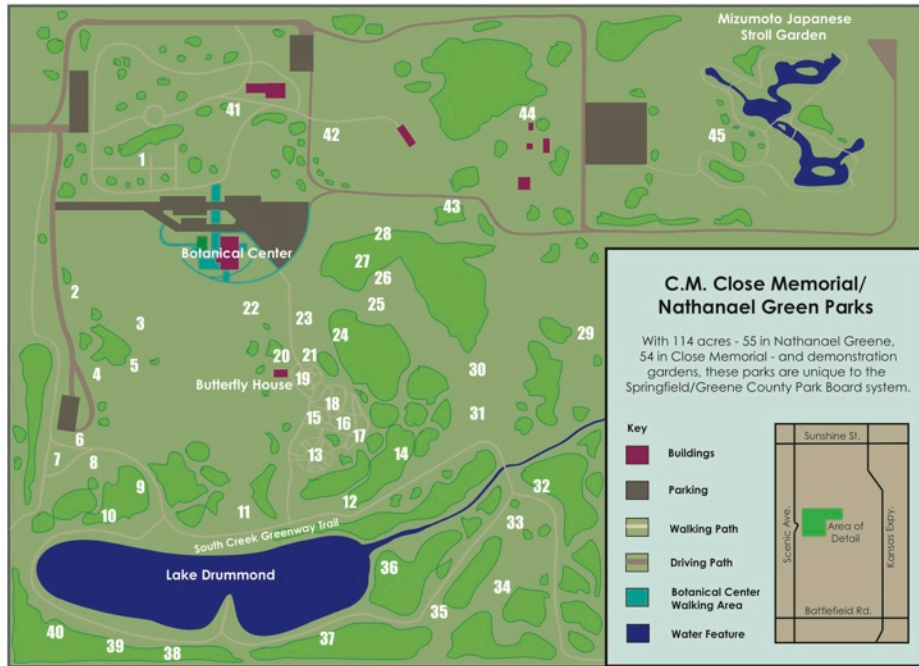 Mizumoto Japanese
Stroll Garden
41
44
42
45
1
43
28
Botanical Center
27
26
2
25
22
23
3
24
29
20
21
5
4
30
Butterfly House
19
18
31
15
16
6
17
13
14
7
8
9
32
12
10
11
33
South Creek Greenway Trail
Lake Drummond
36
34
35
40
37
39
38
C.M. Close Memorial/
Nathanael Green Parks
With 114 acres - 55 in Nathanael Greene,
54 in Close Memorial - and demonstration
gardens, these parks are unique to the
Springfield/Greene County Park Board system.
Key
Buildings
Parking
Walking Path
Driving Path
Botanical Center
Walking Area
Water Feature
Sunshine St.
Scenic Ave.
Area of
Detail
Kansas Expy.
Battlefield Rd.